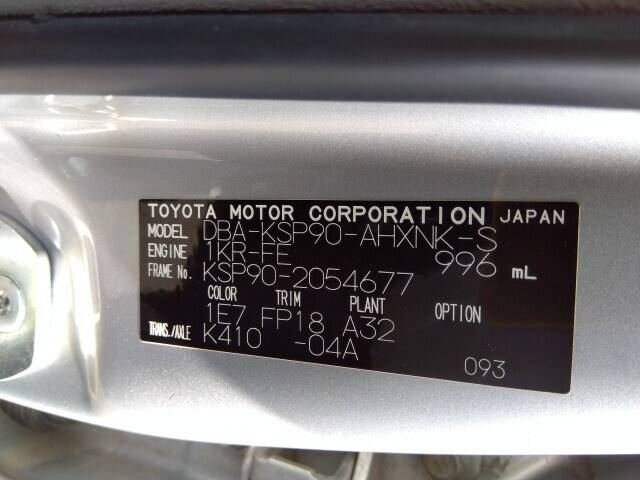 TOYOTA MOTOR CORPORATION JAPAN
MODEL DBA-KSP90-AHXNK-S
ENGINE 1KR-FE 996 mL
FRAME No. KSP90-2054677
COLOR TRIM PLANT OPTION
1E7 FP18 A32
TRANS./AXLE K410 -04A
093